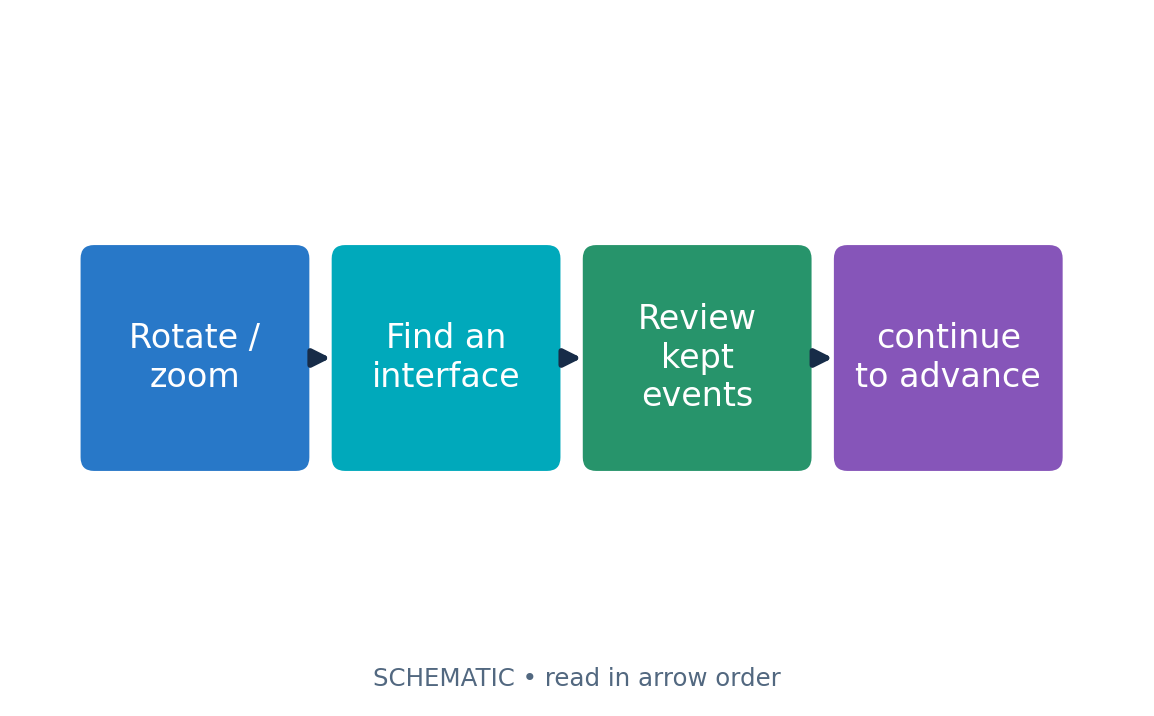 Rotate /
zoom
Find an
interface
Review
kept
events
continue
to advance
SCHEMATIC • read in arrow order